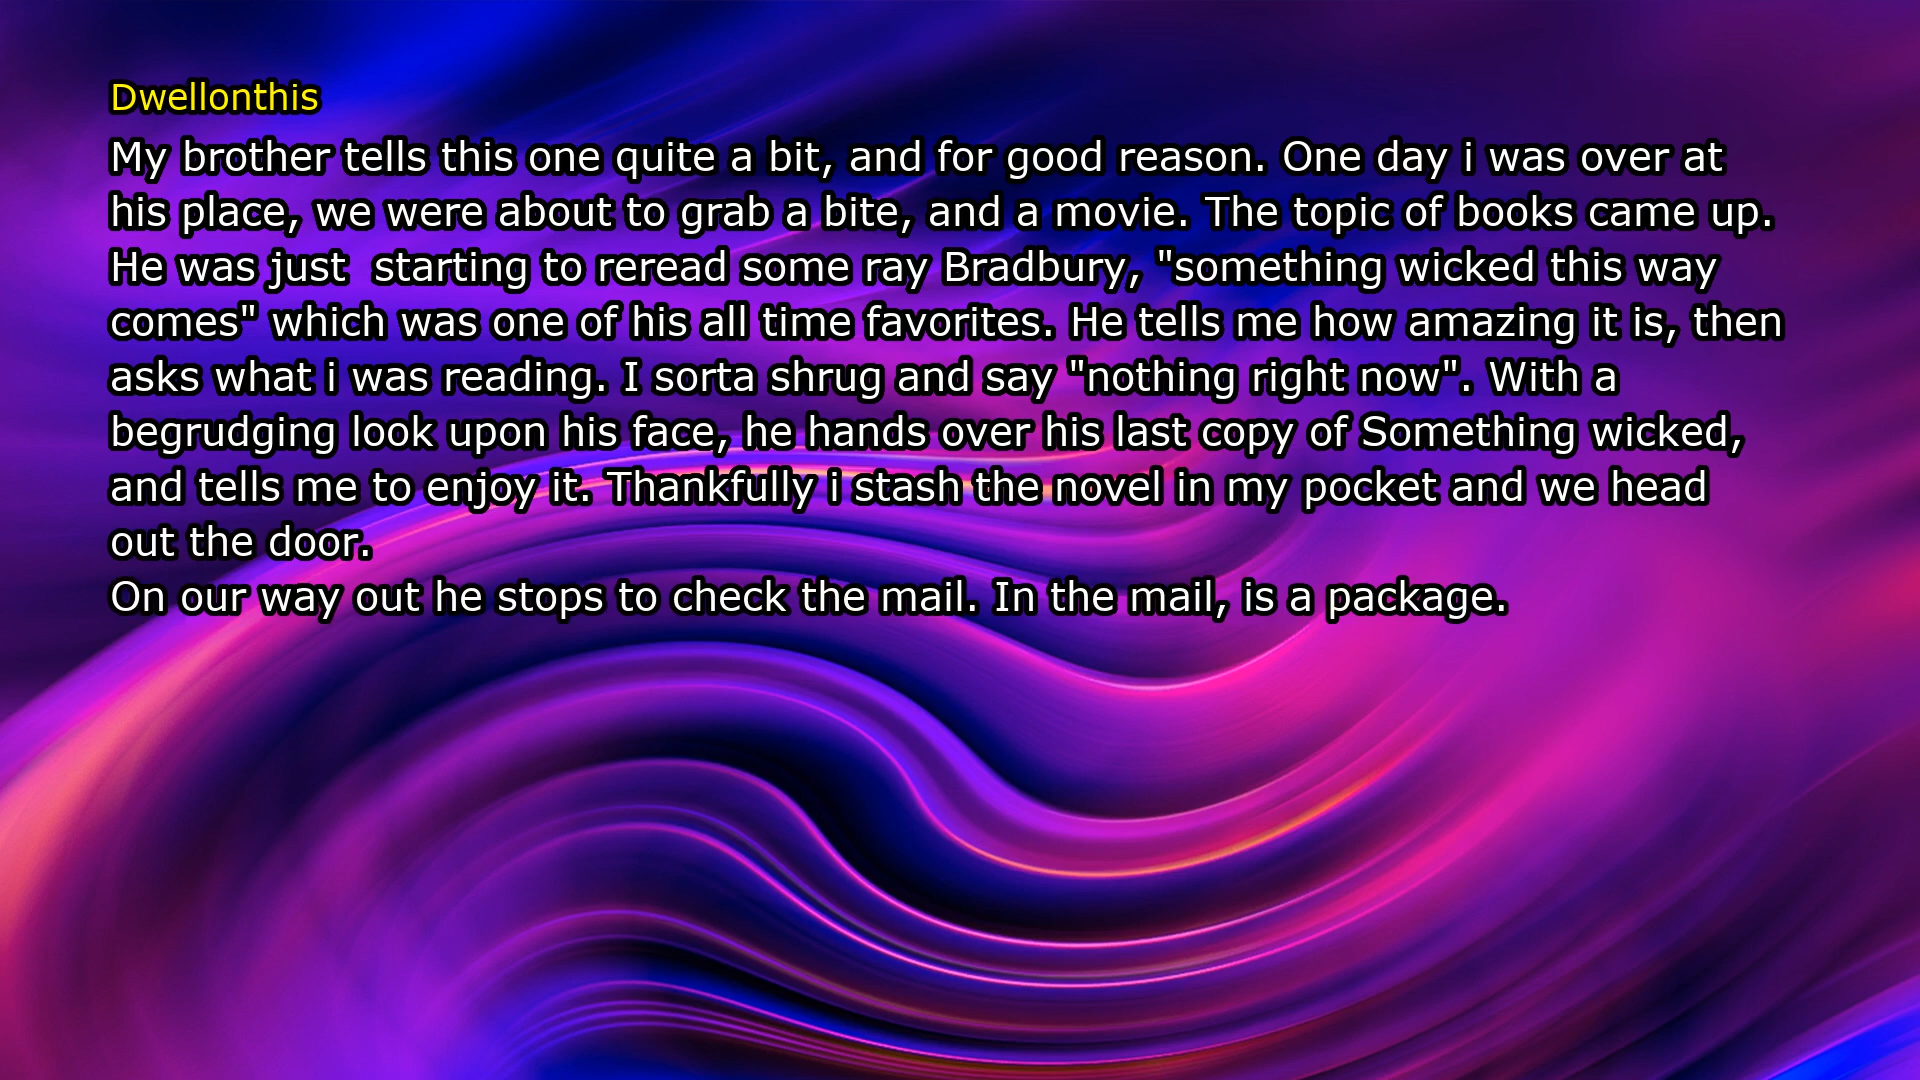 Dwellonthis
My brother tells this one quite a bit, and for good reason. One day i was over at
his place, we were about to grab a bite, and a movie. The topic of books came up.
He was just  starting to reread some ray Bradbury, "something wicked this way
comes" which was one of his all time favorites. He tells me how amazing it is, then
asks what i was reading. I sorta shrug and say "nothing right now". With a
begrudging look upon his face, he hands over his last copy of Something wicked,
and tells me to enjoy it. Thankfully i stash the novel in my pocket and we head
out the door.
On our way out he stops to check the mail. In the mail, is a package.